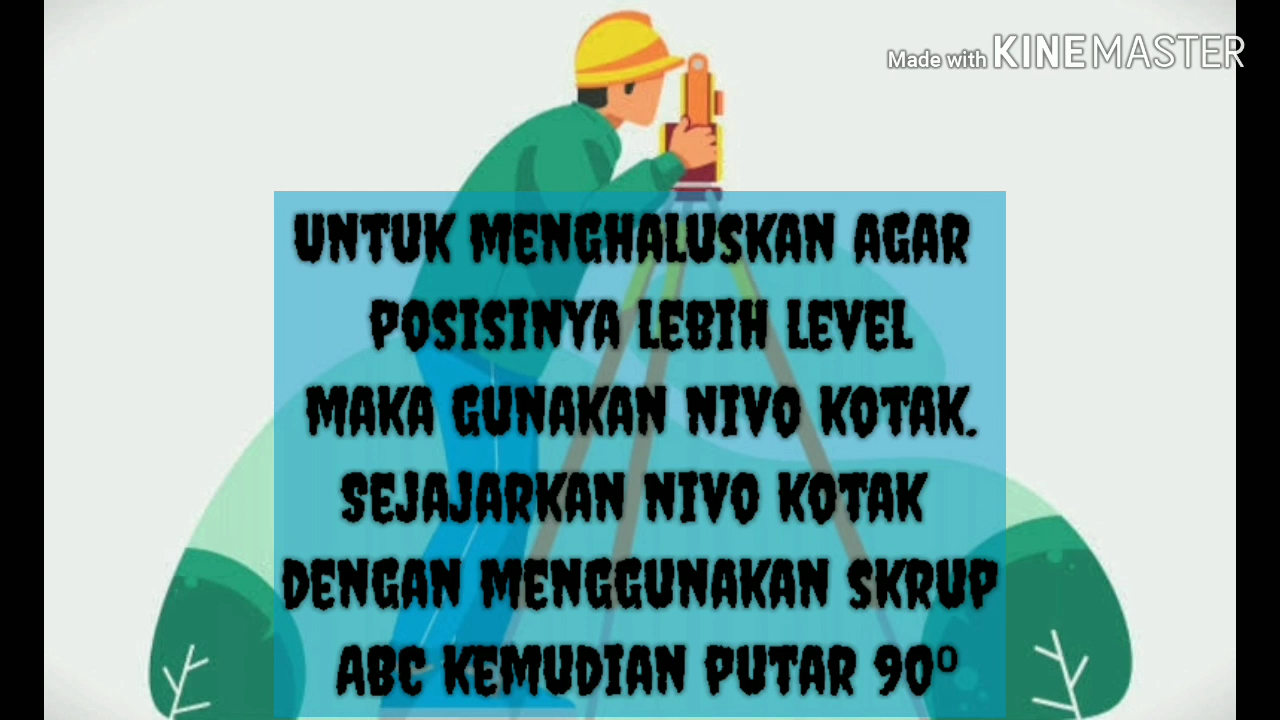 Made with KINEMASTER
UNTUK MENGHALUSKAN AGAR
POSISINYA LEBIH LEVEL
MAKA GUNAKAN NIVO KOTAK.
SEJAJARKAN NIVO KOTAK
DENGAN MENGGUNAKAN SKRUP
ABC KEMUDIAN PUTAR 90°